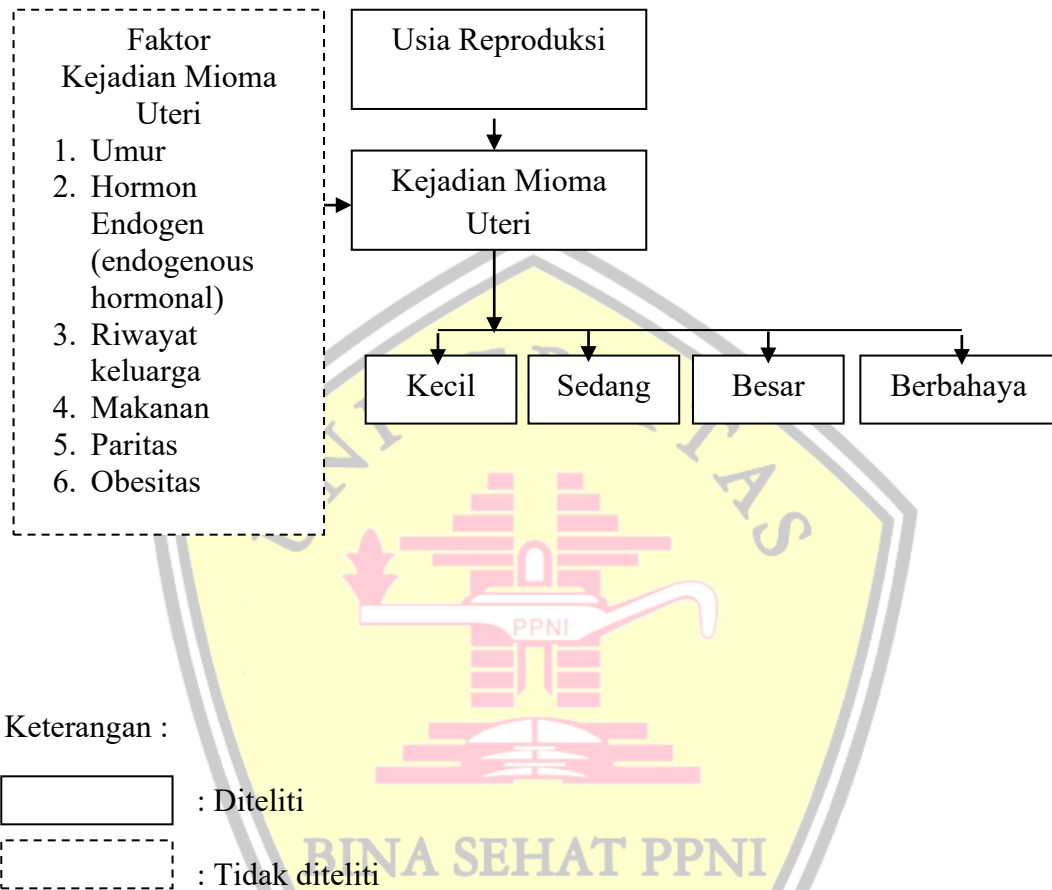 Faktor
Kejadian Mioma
Uteri
1. Umur
2. Hormon
Endogen
(endogenous
hormonal)
3. Riwayat
keluarga
4. Makanan
5. Paritas
6. Obesitas
Usia Reproduksi
Kejadian Mioma
Uteri
Kecil
Sedang
Besar
Berbahaya
PPNI
Keterangan :
: Diteliti
: Tidak diteliti
BINA SEHAT PPNI